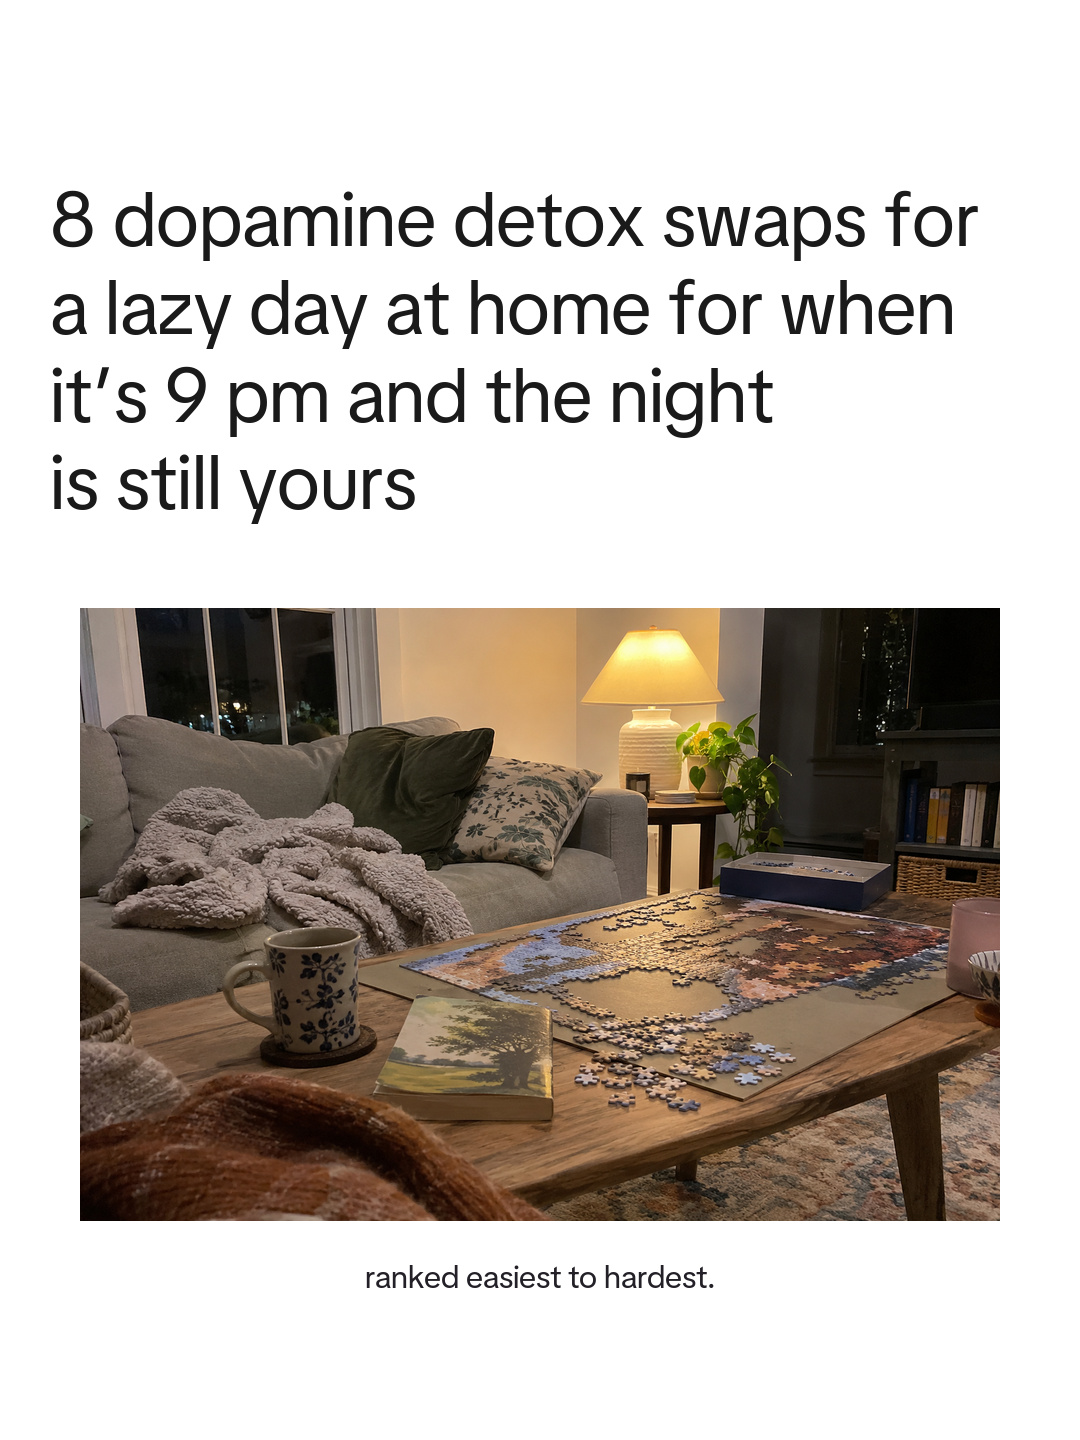 8 dopamine detox swaps for
a lazy day at home for when
it’s 9 pm and the night
is still yours
ranked easiest to hardest.